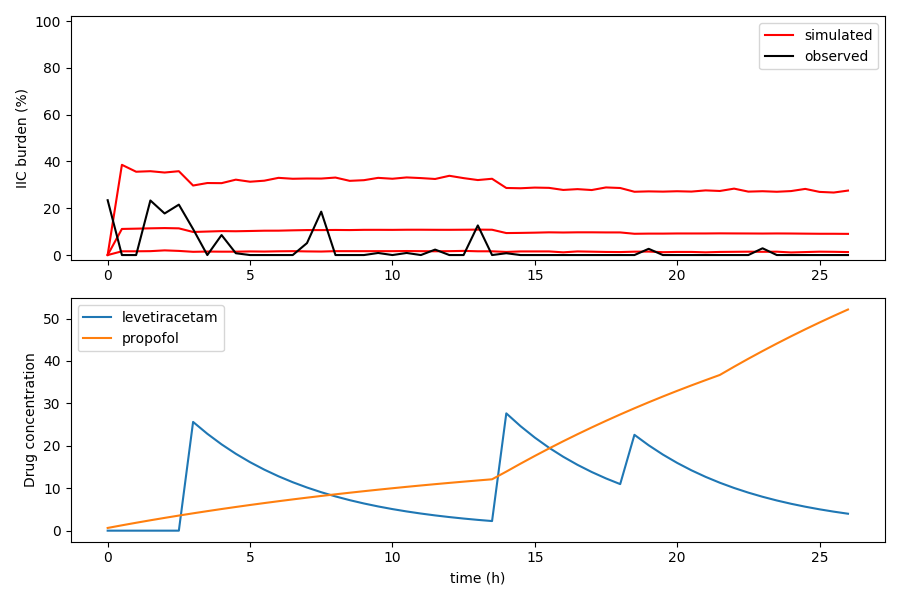 100
80
60
40
20
0
IIC burden (%)
simulated
observed
0 5 10 15 20 25
50
40
30
20
10
0
Drug concentration
levetiracetam
propofol
0 5 10 15 20 25
time (h)